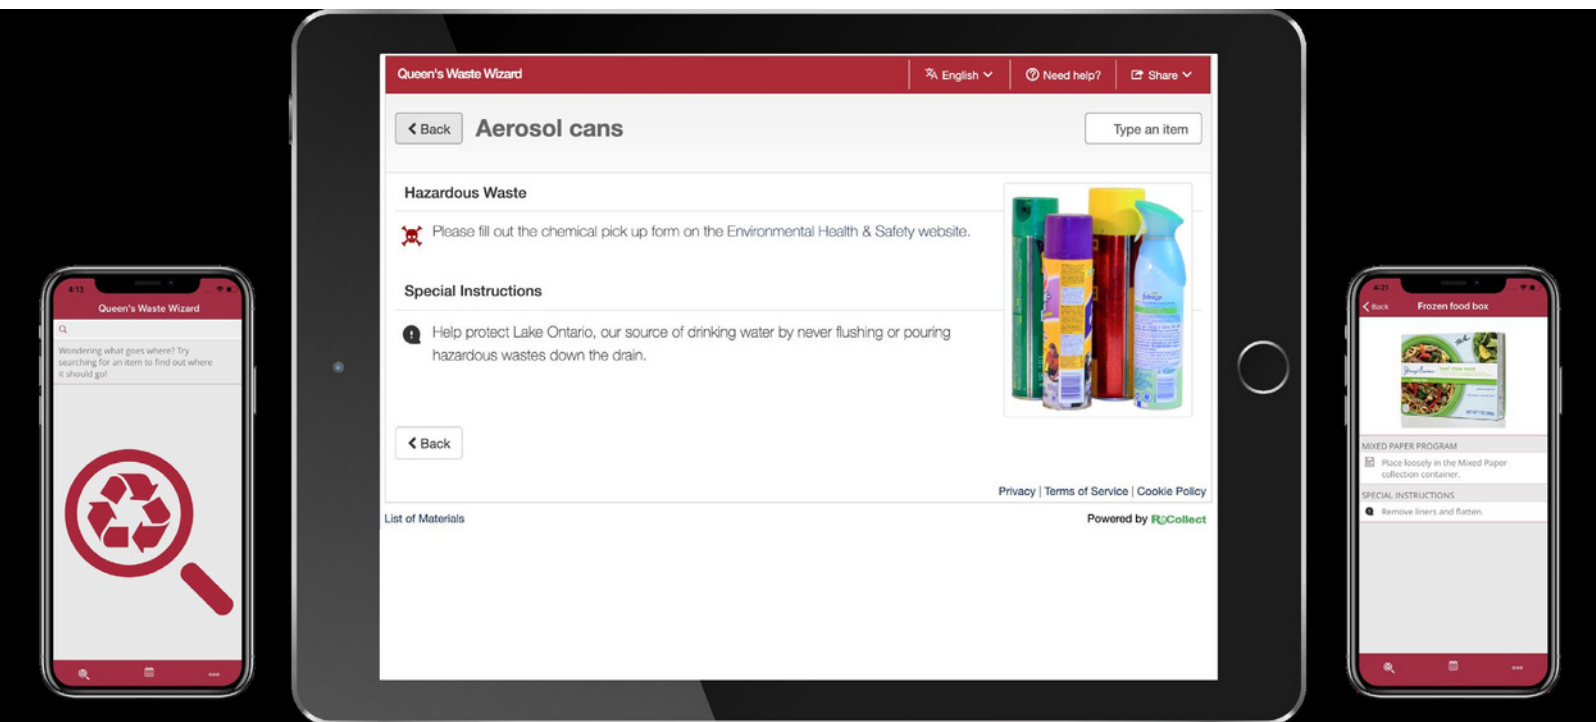 4:13
Queen's Waste Wizard
Wondering what goes where? Try
searching for an item to find out where
it should go!
Queen's Waste Wizard
English
Need help?
Share
Back
Aerosol cans
Type an item
Hazardous Waste
Please fill out the chemical pick up form on the Environmental Health & Safety website.
Special Instructions
Help protect Lake Ontario, our source of drinking water by never flushing or pouring
hazardous wastes down the drain.
Back
Privacy | Terms of Service | Cookie Policy
List of Materials
Powered by ReCollect
4:21
Back
Frozen food box
MIXED PAPER PROGRAM
Place loosely in the Mixed Paper
collection container.
SPECIAL INSTRUCTIONS
Remove liners and flatten.